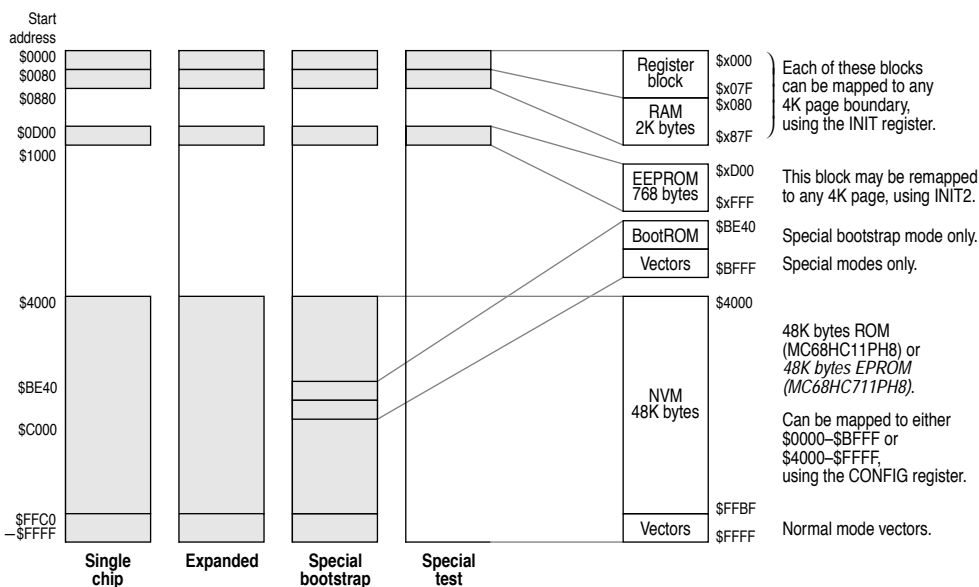 Start
address
$0000
$0080
$0880
$0D00
$1000
$4000
$BE40
$C000
$FFC0
–$FFFF
Single
chip
Expanded
Special
bootstrap
Special
test
Register
block
$x000
$x07F
RAM
2K bytes
$x080
$x87F
Each of these blocks
can be mapped to any
4K page boundary,
using the INIT register.
EEPROM
768 bytes
$xD00
$xFFF
This block may be remapped
to any 4K page, using INIT2.
BootROM
$BE40
Special bootstrap mode only.
Vectors
$BFFF
Special modes only.
$4000
NVM
48K bytes
48K bytes ROM
(MC68HC11PH8) or
48K bytes EPROM
(MC68HC711PH8).
Can be mapped to either
$0000–$BFFF or
$4000–$FFFF,
using the CONFIG register.
$FFBF
Vectors
$FFFF
Normal mode vectors.